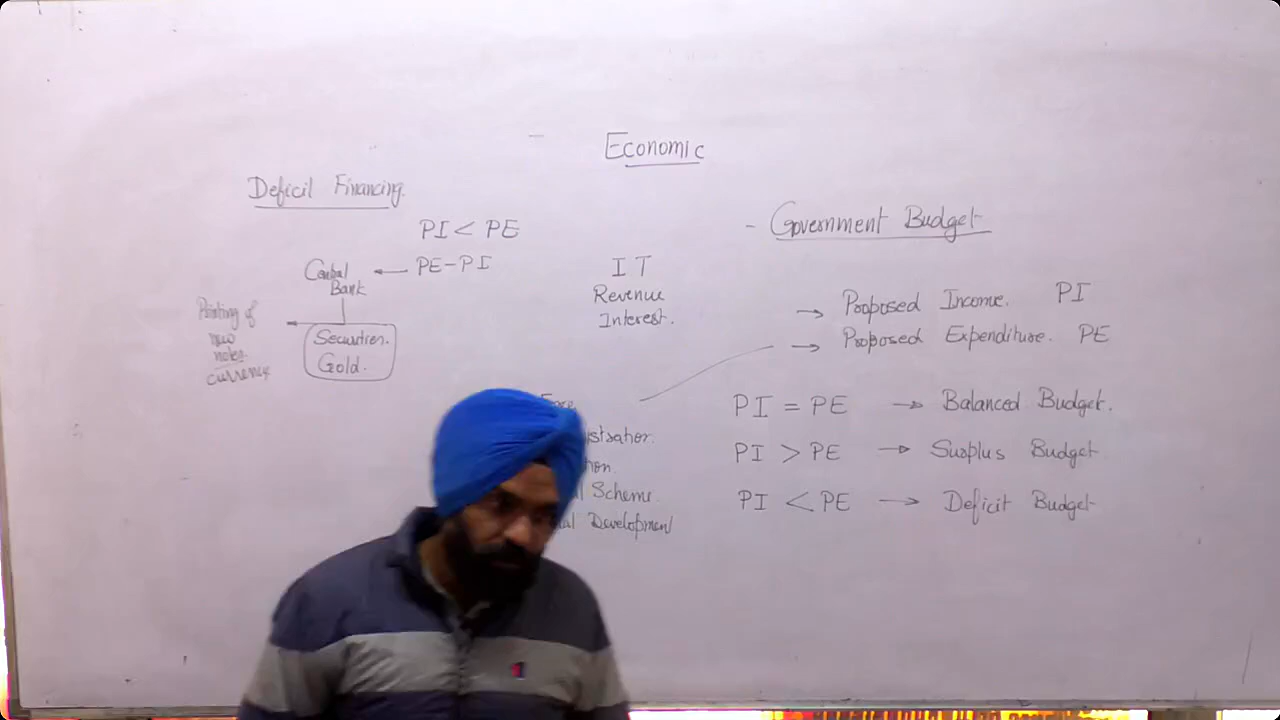 Economic
Deficil Financing.
PI < PE
PE-PI
Central
Bank
Securities.
Gold.
Printing of
new
notes
currency
IT
Revenue
Interest.
Scheme.
Development
- Government Budget
→ Proposed Income. PI
→ Proposed Expenditure. PE
PI = PE → Balanced Budget.
PI > PE → Surplus Budget
PI < PE → Deficit Budget